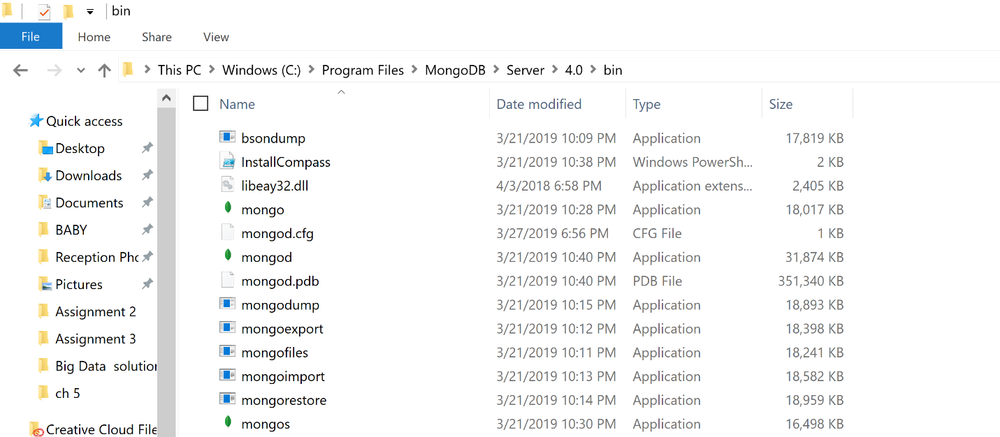 bin
File Home Share View
This PC Windows (C:) Program Files MongoDB Server 4.0 bin
Quick access
Desktop
Downloads
Documents
BABY
Reception Phc
Pictures
Assignment 2
Assignment 3
Big Data solution
ch 5
Creative Cloud File
Name Date modified Type Size
bsondump 3/21/2019 10:09 PM Application 17,819 KB
InstallCompass 3/21/2019 10:38 PM Windows PowerSh... 2 KB
libeay32.dll 4/3/2018 6:58 PM Application extens... 2,405 KB
mongo 3/21/2019 10:28 PM Application 18,017 KB
mongod.cfg 3/27/2019 6:56 PM CFG File 1 KB
mongod 3/21/2019 10:40 PM Application 31,874 KB
mongod.pdb 3/21/2019 10:40 PM PDB File 351,340 KB
mongodump 3/21/2019 10:15 PM Application 18,893 KB
mongoexport 3/21/2019 10:12 PM Application 18,398 KB
mongofiles 3/21/2019 10:11 PM Application 18,241 KB
mongoimport 3/21/2019 10:13 PM Application 18,582 KB
mongorestore 3/21/2019 10:14 PM Application 18,959 KB
mongos 3/21/2019 10:30 PM Application 16,498 KB